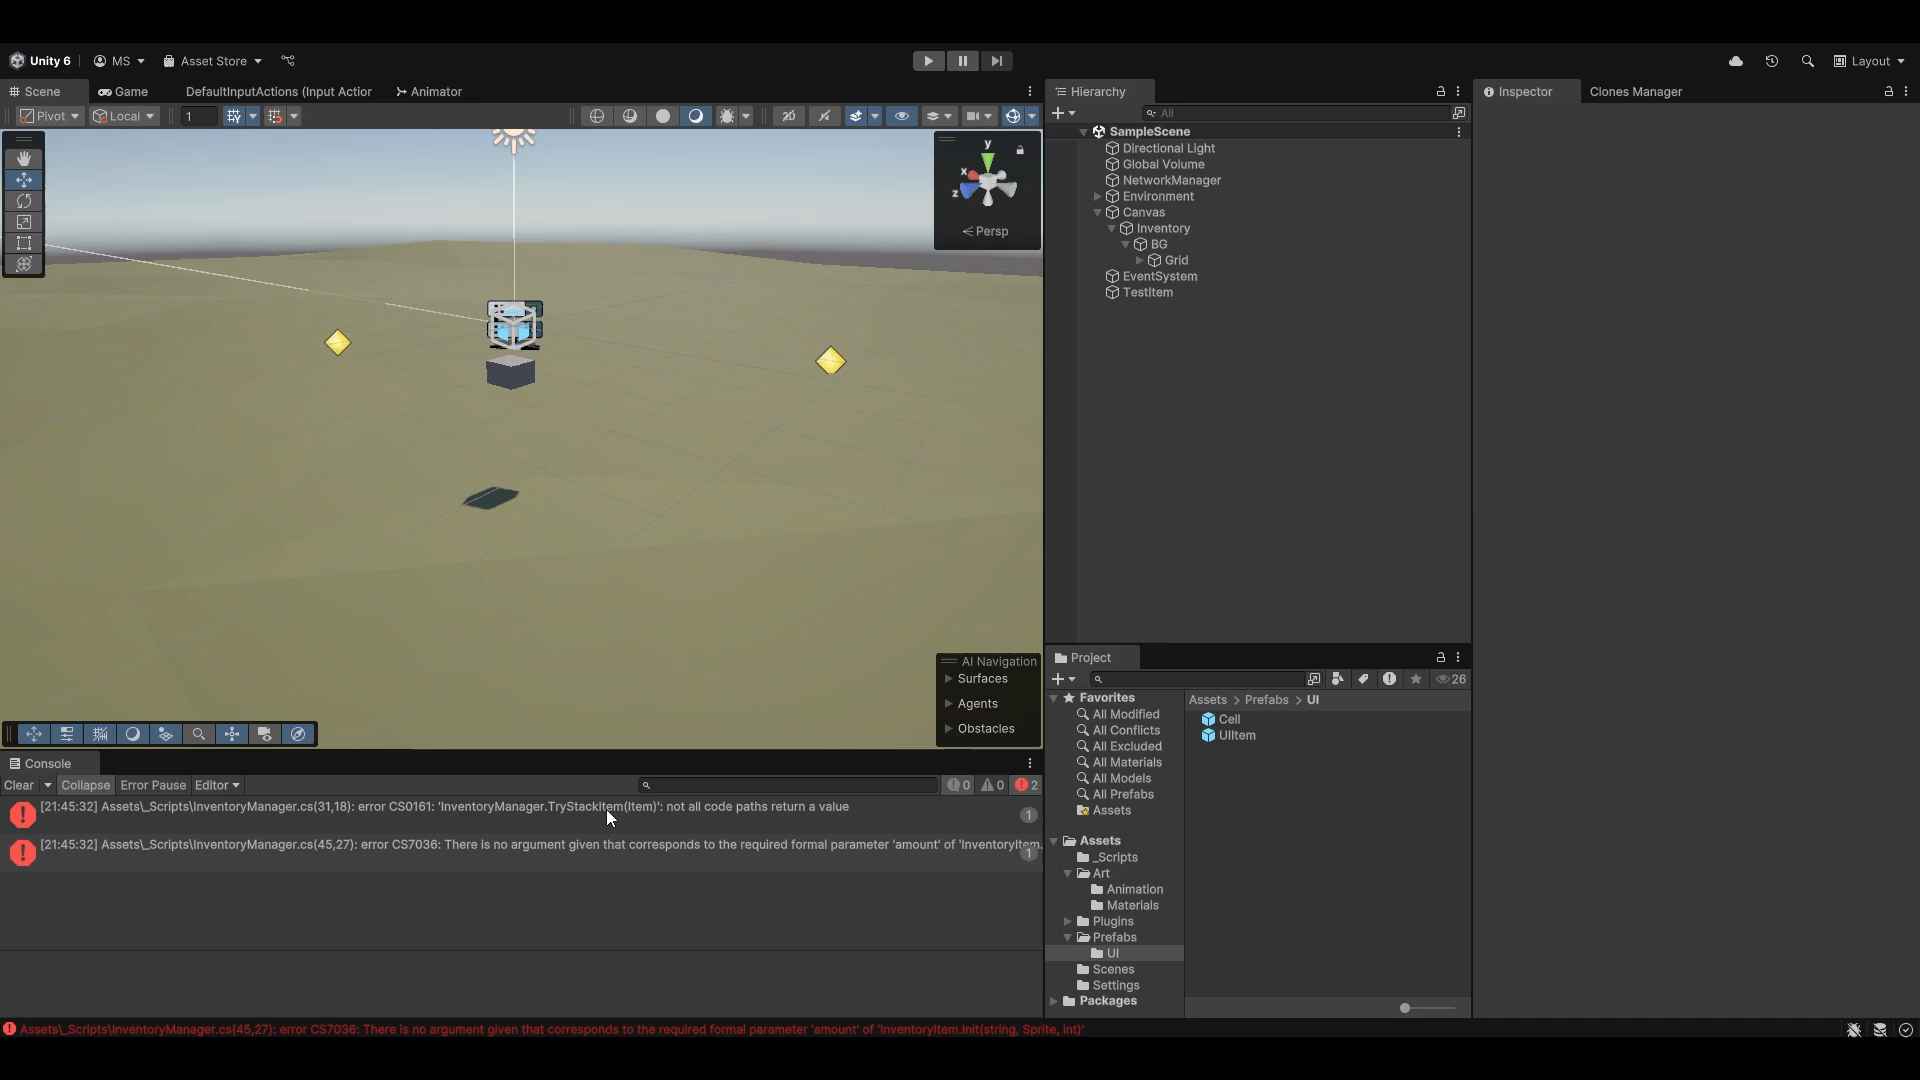 Unity 6
MS
Asset Store
Layout
Scene
Game
DefaultInputActions (Input Action
Animator
Hierarchy
Inspector
Clones Manager
Pivot
Local
1
2D
All
SampleScene
Directional Light
Global Volume
NetworkManager
Environment
Canvas
Inventory
BG
Grid
EventSystem
TestItem
y
x
z
Persp
AI Navigation
Surfaces
Agents
Obstacles
Project
26
Favorites
All Modified
All Conflicts
All Excluded
All Materials
All Models
All Prefabs
Assets
Assets
_Scripts
Art
Animation
Materials
Plugins
Prefabs
UI
Scenes
Settings
Packages
Assets > Prefabs > UI
Cell
UIItem
Console
Clear
Collapse
Error Pause
Editor
0
0
2
[21:45:32] Assets\_Scripts\InventoryManager.cs(31,18): error CS0161: 'InventoryManager.TryStackItem(Item)': not all code paths return a value
1
[21:45:32] Assets\_Scripts\InventoryManager.cs(45,27): error CS7036: There is no argument given that corresponds to the required formal parameter 'amount' of 'InventoryItem.
1
Assets\_Scripts\InventoryManager.cs(45,27): error CS7036: There is no argument given that corresponds to the required formal parameter 'amount' of 'InventoryItem.Init(string, Sprite, int)'